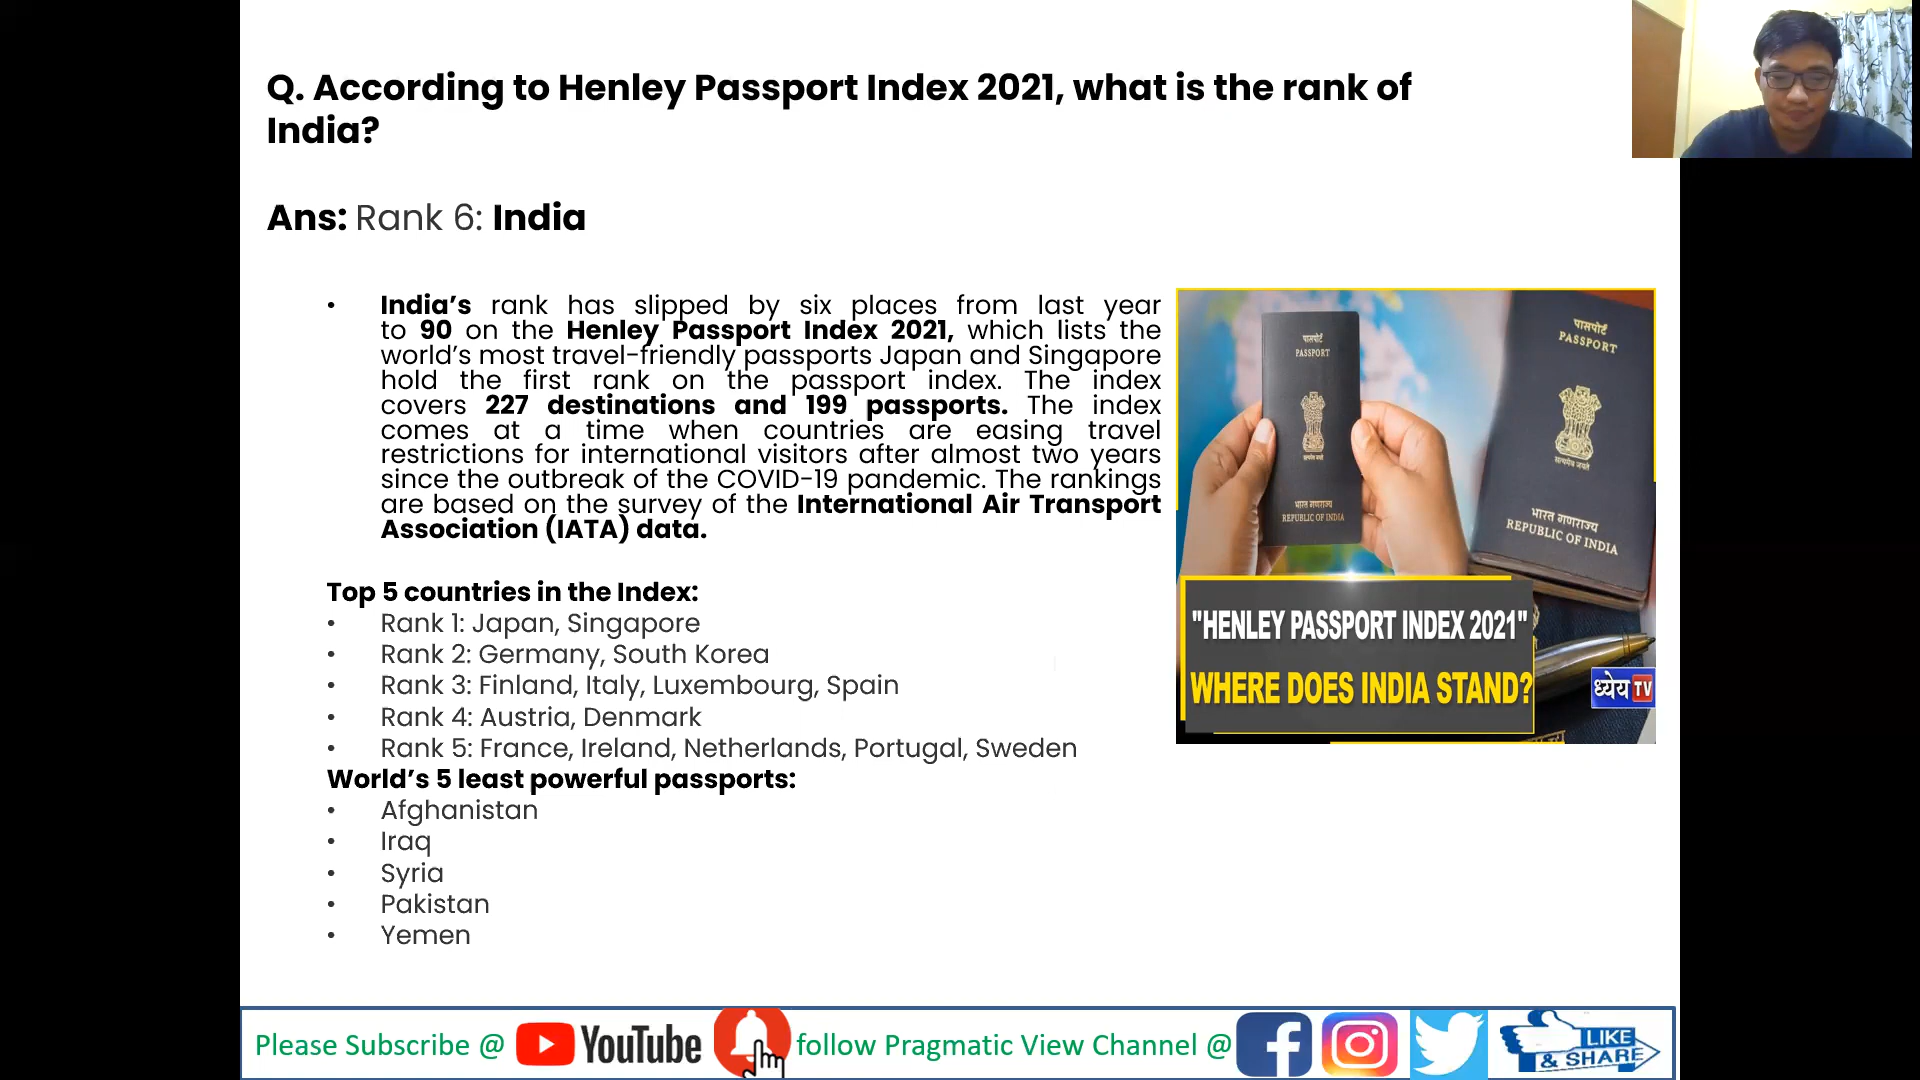 Q. According to Henley Passport Index 2021, what is the rank of
India?
Ans: Rank 6: India
• India’s rank has slipped by six places from last year
to 90 on the Henley Passport Index 2021, which lists the
world’s most travel-friendly passports Japan and Singapore
hold the first rank on the passport index. The index
covers 227 destinations and 199 passports. The index
comes at a time when countries are easing travel
restrictions for international visitors after almost two years
since the outbreak of the COVID-19 pandemic. The rankings
are based on the survey of the International Air Transport
Association (IATA) data.
Top 5 countries in the Index:
• Rank 1: Japan, Singapore
• Rank 2: Germany, South Korea
• Rank 3: Finland, Italy, Luxembourg, Spain
• Rank 4: Austria, Denmark
• Rank 5: France, Ireland, Netherlands, Portugal, Sweden
World’s 5 least powerful passports:
• Afghanistan
• Iraq
• Syria
• Pakistan
• Yemen
पासपोर्ट
PASSPORT
सत्यमेव जयते
भारत गणराज्य
REPUBLIC OF INDIA
पासपोर्ट
PASSPORT
सत्यमेव जयते
भारत गणराज्य
REPUBLIC OF INDIA
"HENLEY PASSPORT INDEX 2021"
WHERE DOES INDIA STAND?
ध्येय TV
Please Subscribe @ YouTube follow Pragmatic View Channel @
LIKE
& SHARE